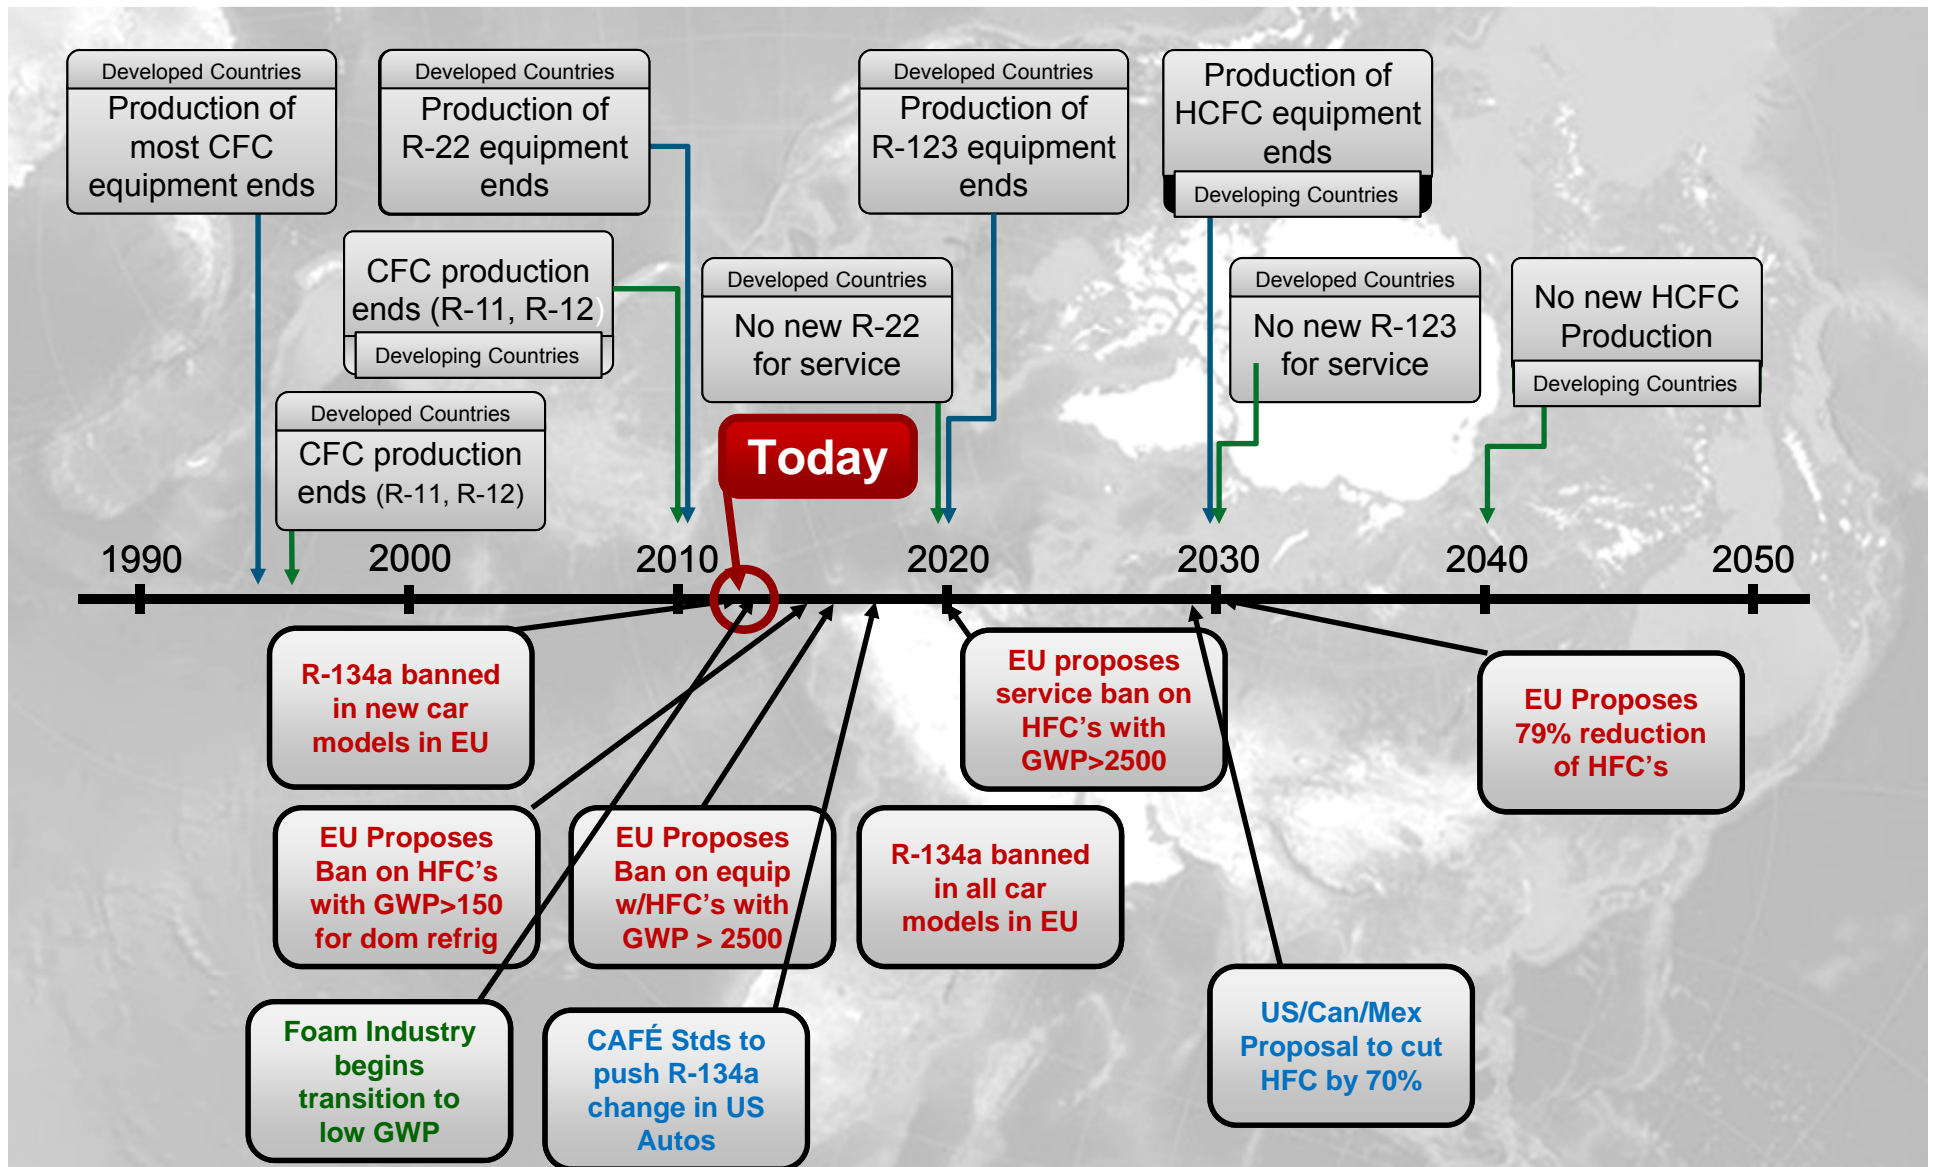 Developed Countries
Production of
most CFC
equipment ends
Developed Countries
Production of
R-22 equipment
ends
Developed Countries
Production of
R-123 equipment
ends
Production of
HCFC equipment
ends
Developing Countries
CFC production
ends (R-11, R-12)
Developing Countries
Developed Countries
No new R-22
for service
Developed Countries
No new R-123
for service
No new HCFC
Production
Developing Countries
Developed Countries
CFC production
ends (R-11, R-12)
Today
1990
2000
2010
2020
2030
2040
2050
R-134a banned
in new car
models in EU
EU proposes
service ban on
HFC's with
GWP>2500
EU Proposes
79% reduction
of HFC's
EU Proposes
Ban on HFC's
with GWP>150
for dom refrig
EU Proposes
Ban on equip
w/HFC's with
GWP > 2500
R-134a banned
in all car
models in EU
Foam Industry
begins
transition to
low GWP
CAFÉ Stds to
push R-134a
change in US
Autos
US/Can/Mex
Proposal to cut
HFC by 70%